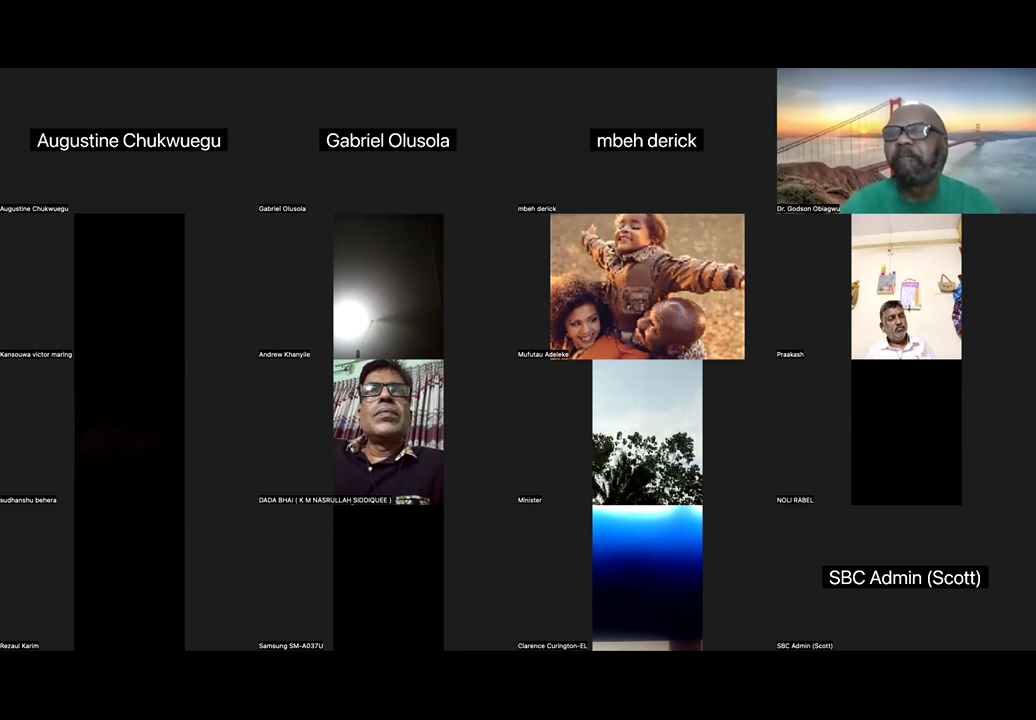 Augustine Chukwuegu
Gabriel Olusola
mbeh derick
Augustine Chukwuegu
Gabriel Olusola
mbeh derick
Dr. Godson Obiagwu
Kansouwa victor maring
Andrew Khanyile
Mufutau Adeleke
Praakash
sudhanshu behera
DADA BHAI ( K M NASRULLAH SIDDIQUEE )
Minister
NOLI RABEL
SBC Admin (Scott)
Rezaul Karim
Samsung SM-A037U
Clarence Curington-EL
SBC Admin (Scott)